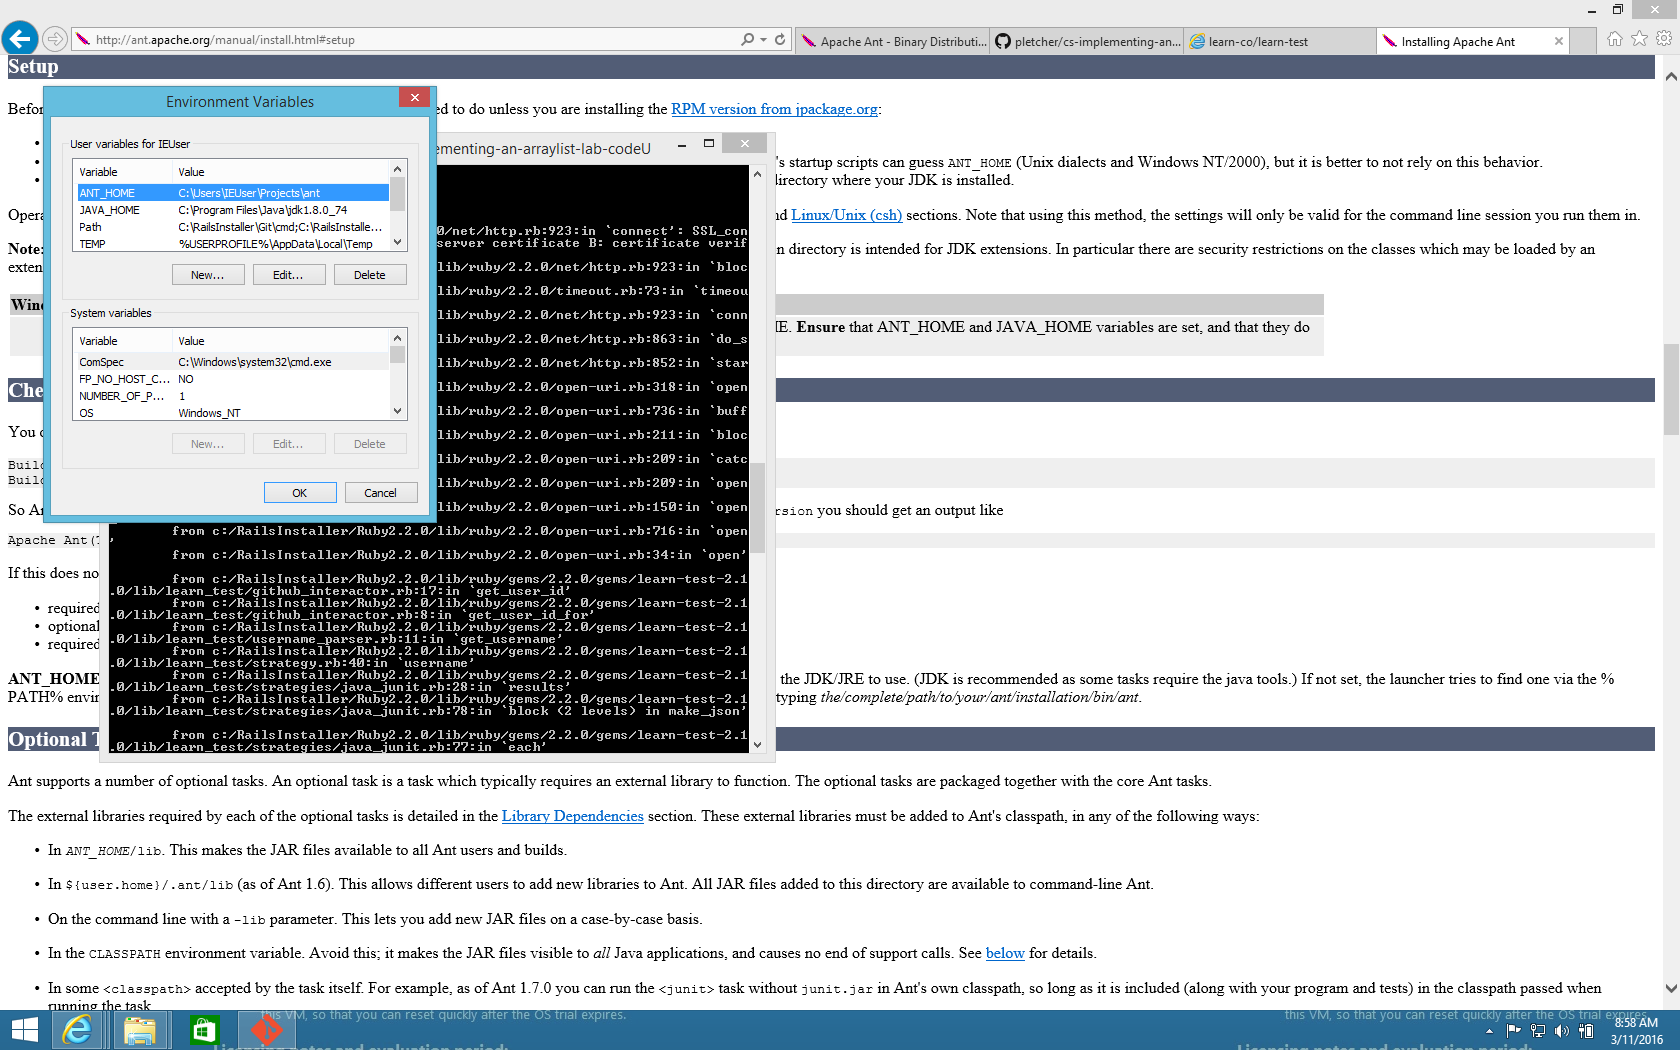 http://ant.apache.org/manual/install.html#setup
Apache Ant - Binary Distributi...
pletcher/cs-implementing-an...
learn-co/learn-test
Installing Apache Ant
Setup
Befor
d to do unless you are installing the RPM version from jpackage.org:
's startup scripts can guess ANT_HOME (Unix dialects and Windows NT/2000), but it is better to not rely on this behavior.
directory where your JDK is installed.
Opera
nd Linux/Unix (csh) sections. Note that using this method, the settings will only be valid for the command line session you run them in.
Note:
n directory is intended for JDK extensions. In particular there are security restrictions on the classes which may be loaded by an
exten
Wind
E. Ensure that ANT_HOME and JAVA_HOME variables are set, and that they do
Che
You c
Build
Build
So An
rsion you should get an output like
Apache Ant(T
If this does no
• required
• optional
• required
ANT_HOME
the JDK/JRE to use. (JDK is recommended as some tasks require the java tools.) If not set, the launcher tries to find one via the %
PATH% envir
typing the/complete/path/to/your/ant/installation/bin/ant.
Optional T
Ant supports a number of optional tasks. An optional task is a task which typically requires an external library to function. The optional tasks are packaged together with the core Ant tasks.
The external libraries required by each of the optional tasks is detailed in the Library Dependencies section. These external libraries must be added to Ant's classpath, in any of the following ways:
• In ANT_HOME/lib. This makes the JAR files available to all Ant users and builds.
• In ${user.home}/.ant/lib (as of Ant 1.6). This allows different users to add new libraries to Ant. All JAR files added to this directory are available to command-line Ant.
• On the command line with a -lib parameter. This lets you add new JAR files on a case-by-case basis.
• In the CLASSPATH environment variable. Avoid this; it makes the JAR files visible to all Java applications, and causes no end of support calls. See below for details.
• In some <classpath> accepted by the task itself. For example, as of Ant 1.7.0 you can run the <junit> task without junit.jar in Ant's own classpath, so long as it is included (along with your program and tests) in the classpath passed when
running the task
Environment Variables
User variables for IEUser
Variable Value
ANT_HOME C:\Users\IEUser\Projects\ant
JAVA_HOME C:\Program Files\Java\jdk1.8.0_74
Path C:\RailsInstaller\Git\cmd;C:\RailsInstalle...
TEMP %USERPROFILE%\AppData\Local\Temp
New... Edit... Delete
System variables
Variable Value
ComSpec C:\Windows\system32\cmd.exe
FP_NO_HOST_C... NO
NUMBER_OF_P... 1
OS Windows_NT
New... Edit... Delete
OK Cancel
ementing-an-arraylist-lab-codeU
0/net/http.rb:923:in `connect': SSL_con
server certificate B: certificate verif
lib/ruby/2.2.0/net/http.rb:923:in `bloc
lib/ruby/2.2.0/timeout.rb:73:in `timeou
lib/ruby/2.2.0/net/http.rb:923:in `conn
lib/ruby/2.2.0/net/http.rb:863:in `do_s
lib/ruby/2.2.0/net/http.rb:852:in `star
lib/ruby/2.2.0/open-uri.rb:318:in `open
lib/ruby/2.2.0/open-uri.rb:736:in `buff
lib/ruby/2.2.0/open-uri.rb:211:in `bloc
lib/ruby/2.2.0/open-uri.rb:209:in `catc
lib/ruby/2.2.0/open-uri.rb:209:in `open
lib/ruby/2.2.0/open-uri.rb:150:in `open
from c:/RailsInstaller/Ruby2.2.0/lib/ruby/2.2.0/open-uri.rb:716:in `open
'
from c:/RailsInstaller/Ruby2.2.0/lib/ruby/2.2.0/open-uri.rb:34:in `open'
from c:/RailsInstaller/Ruby2.2.0/lib/ruby/gems/2.2.0/gems/learn-test-2.1
.0/lib/learn_test/github_interactor.rb:17:in `get_user_id'
from c:/RailsInstaller/Ruby2.2.0/lib/ruby/gems/2.2.0/gems/learn-test-2.1
.0/lib/learn_test/github_interactor.rb:8:in `get_user_id_for'
from c:/RailsInstaller/Ruby2.2.0/lib/ruby/gems/2.2.0/gems/learn-test-2.1
.0/lib/learn_test/username_parser.rb:11:in `get_username'
from c:/RailsInstaller/Ruby2.2.0/lib/ruby/gems/2.2.0/gems/learn-test-2.1
.0/lib/learn_test/strategy.rb:40:in `username'
from c:/RailsInstaller/Ruby2.2.0/lib/ruby/gems/2.2.0/gems/learn-test-2.1
.0/lib/learn_test/strategies/java_junit.rb:28:in `results'
from c:/RailsInstaller/Ruby2.2.0/lib/ruby/gems/2.2.0/gems/learn-test-2.1
.0/lib/learn_test/strategies/java_junit.rb:78:in `block (2 levels) in make_json'
from c:/RailsInstaller/Ruby2.2.0/lib/ruby/gems/2.2.0/gems/learn-test-2.1
.0/lib/learn_test/strategies/java_junit.rb:77:in `each'
this VM, so that you can reset quickly after the OS trial expires.
this VM, so that you can reset quickly after the OS trial expires.
Licensing notes and evaluation period:
Licensing notes and evaluation period:
8:58 AM
3/11/2016